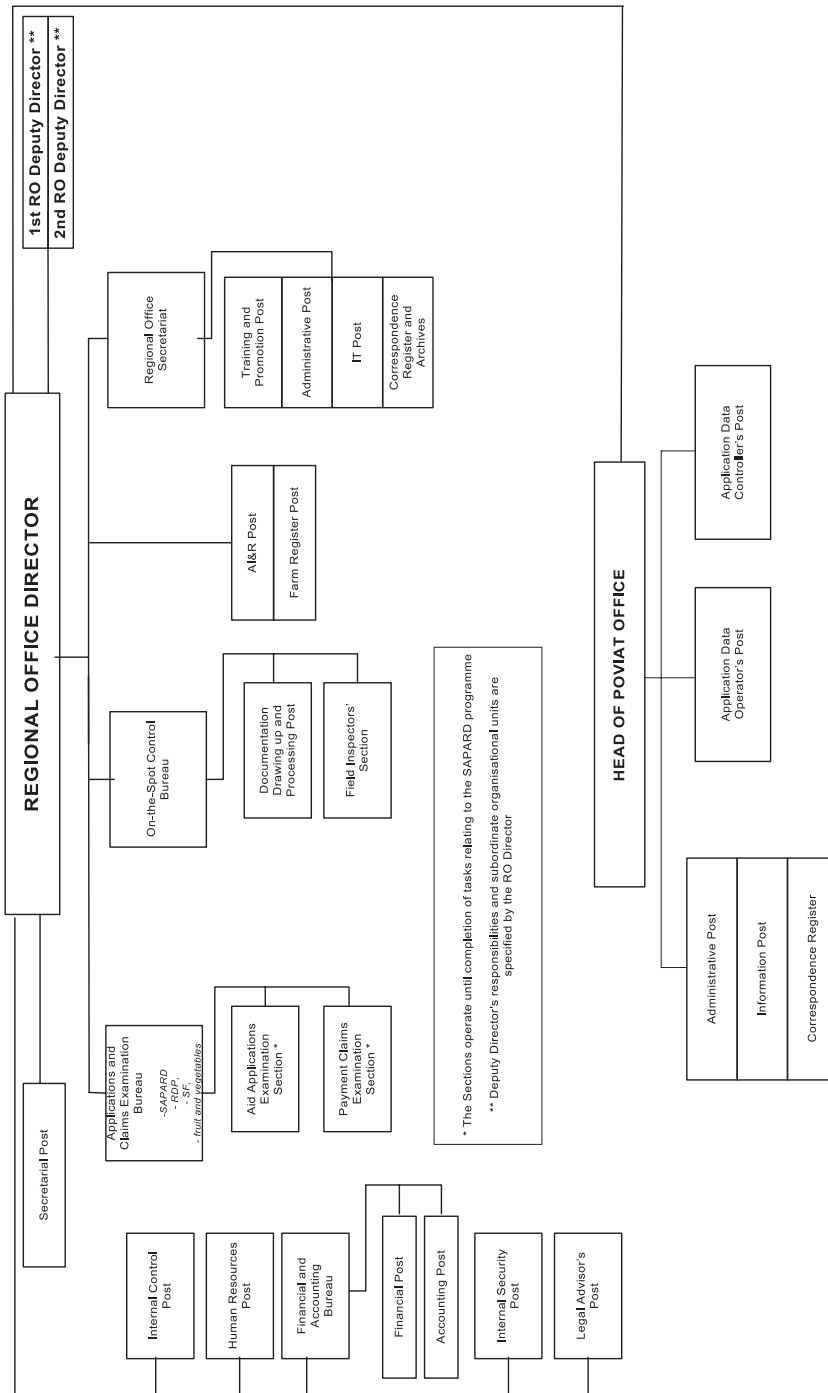 REGIONAL OFFICE DIRECTOR
1st RO Deputy Director **
2nd RO Deputy Director **
Secretarial Post
Applications and
Claims Examination
Bureau
-SAPARD
- RDP,
- SF,
- fruit and vegetables
Aid Applications
Examination
Section *
Payment Claims
Examination
Section *
On-the-Spot Control
Bureau
Documentation
Drawing up and
Processing Post
Field Inspectors'
Section
AI&R Post
Farm Register Post
Regional Office
Secretariat
Training and
Promotion Post
Administrative Post
IT Post
Correspondence
Register and
Archives
Internal Control
Post
Human Resources
Post
Financial and
Accounting
Bureau
Financial Post
Accounting Post
Internal Security
Post
Legal Advisor's
Post
* The Sections operate until completion of tasks relating to the SAPARD programme
** Deputy Director's responsibilities and subordinate organisational units are
specified by the RO Director
HEAD OF POVIAT OFFICE
Administrative Post
Information Post
Correspondence Register
Application Data
Operator's Post
Application Data
Controller's Post